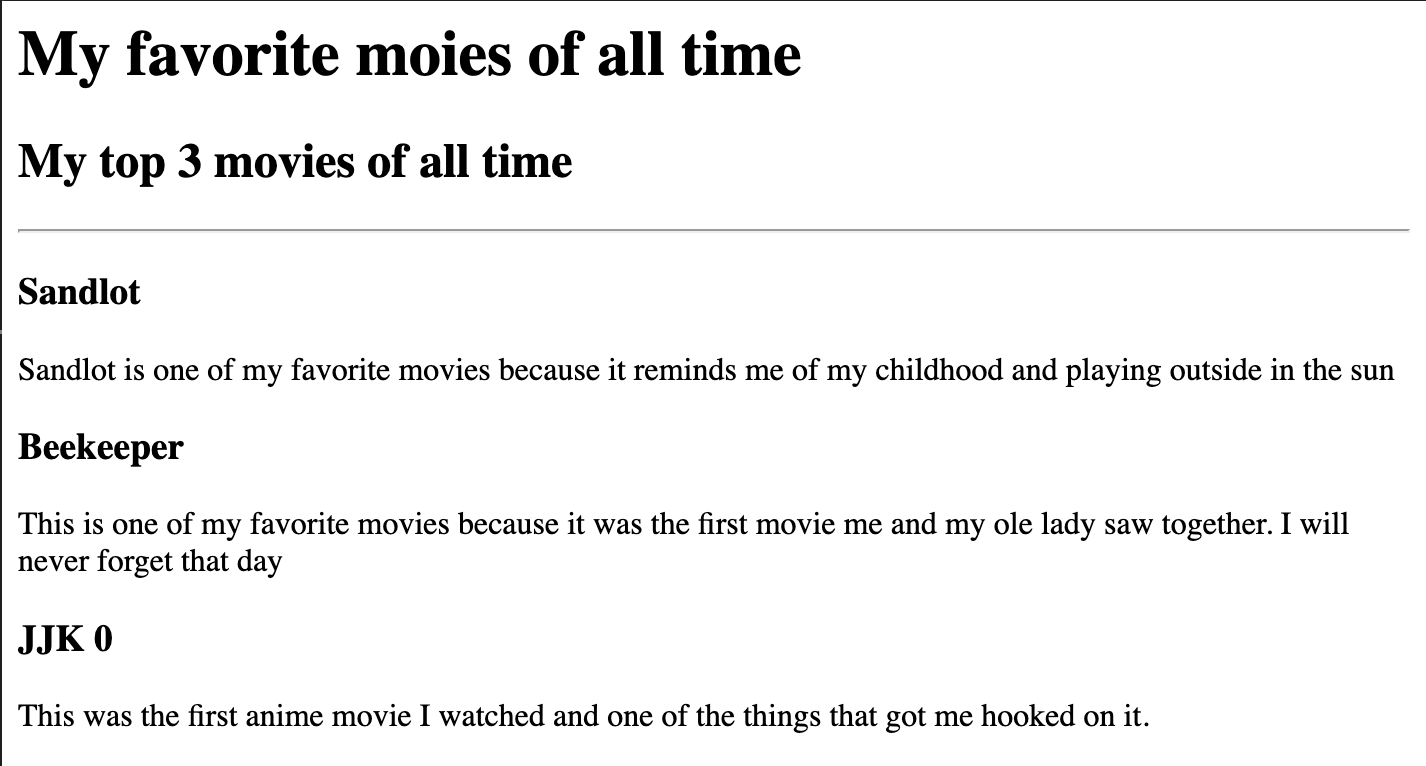 My favorite moies of all time
My top 3 movies of all time
Sandlot
Sandlot is one of my favorite movies because it reminds me of my childhood and playing outside in the sun
Beekeeper
This is one of my favorite movies because it was the first movie me and my ole lady saw together. I will
never forget that day
JJK 0
This was the first anime movie I watched and one of the things that got me hooked on it.